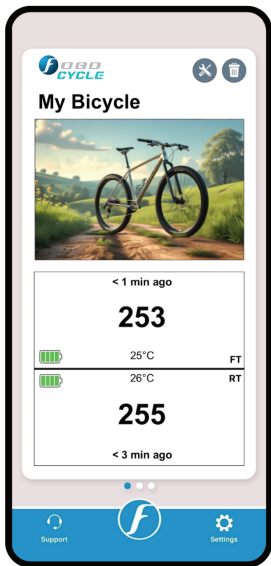 FOBO
CYCLE
My Bicycle
< 1 min ago
253
25°C
FT
26°C
RT
255
< 3 min ago
Support
Settings